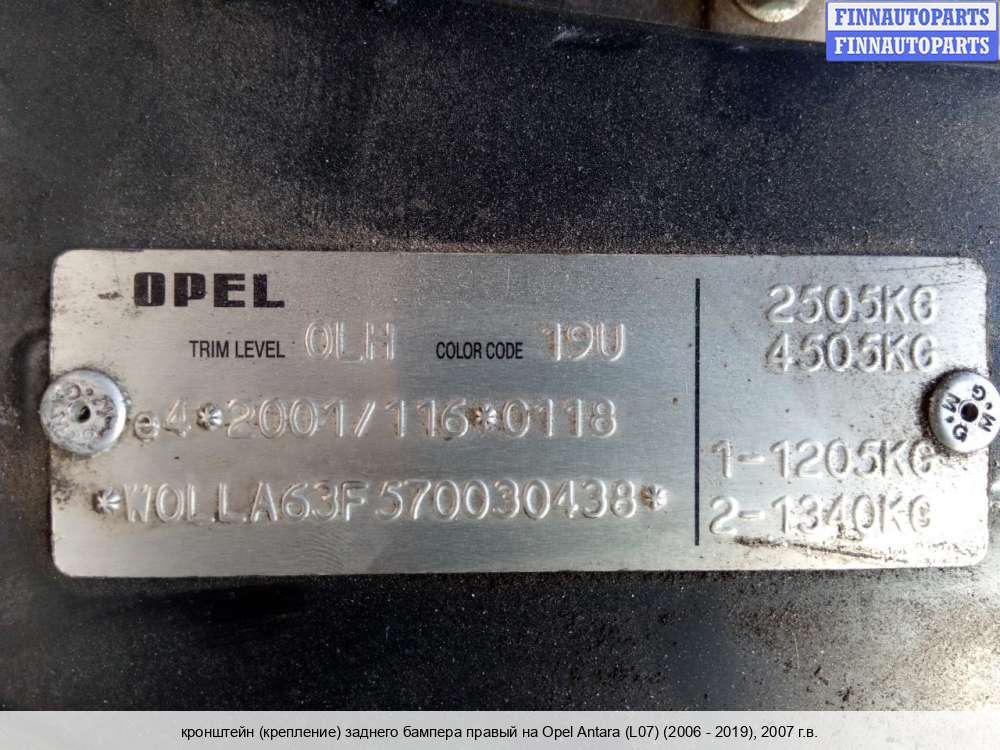 FINNAUTOPARTS
FINNAUTOPARTS
OPEL
TRIM LEVEL 0LH COLOR CODE 19U
2505KG
4505KG
e4*2001/116*0118
*W0LLA63F570030438*
1-1205KG
2-1340KG
G.M.
G.M.
кронштейн (крепление) заднего бампера правый на Opel Antara (L07) (2006 - 2019), 2007 г.в.